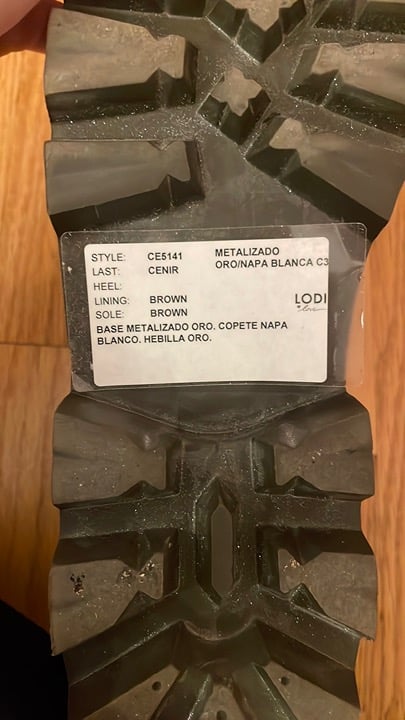 STYLE: CE5141 METALIZADO
ORO/NAPA BLANCA C3
LAST: CENIR
HEEL:
LINING: BROWN
SOLE: BROWN
LODI
love
BASE METALIZADO ORO. COPETE NAPA
BLANCO. HEBILLA ORO.